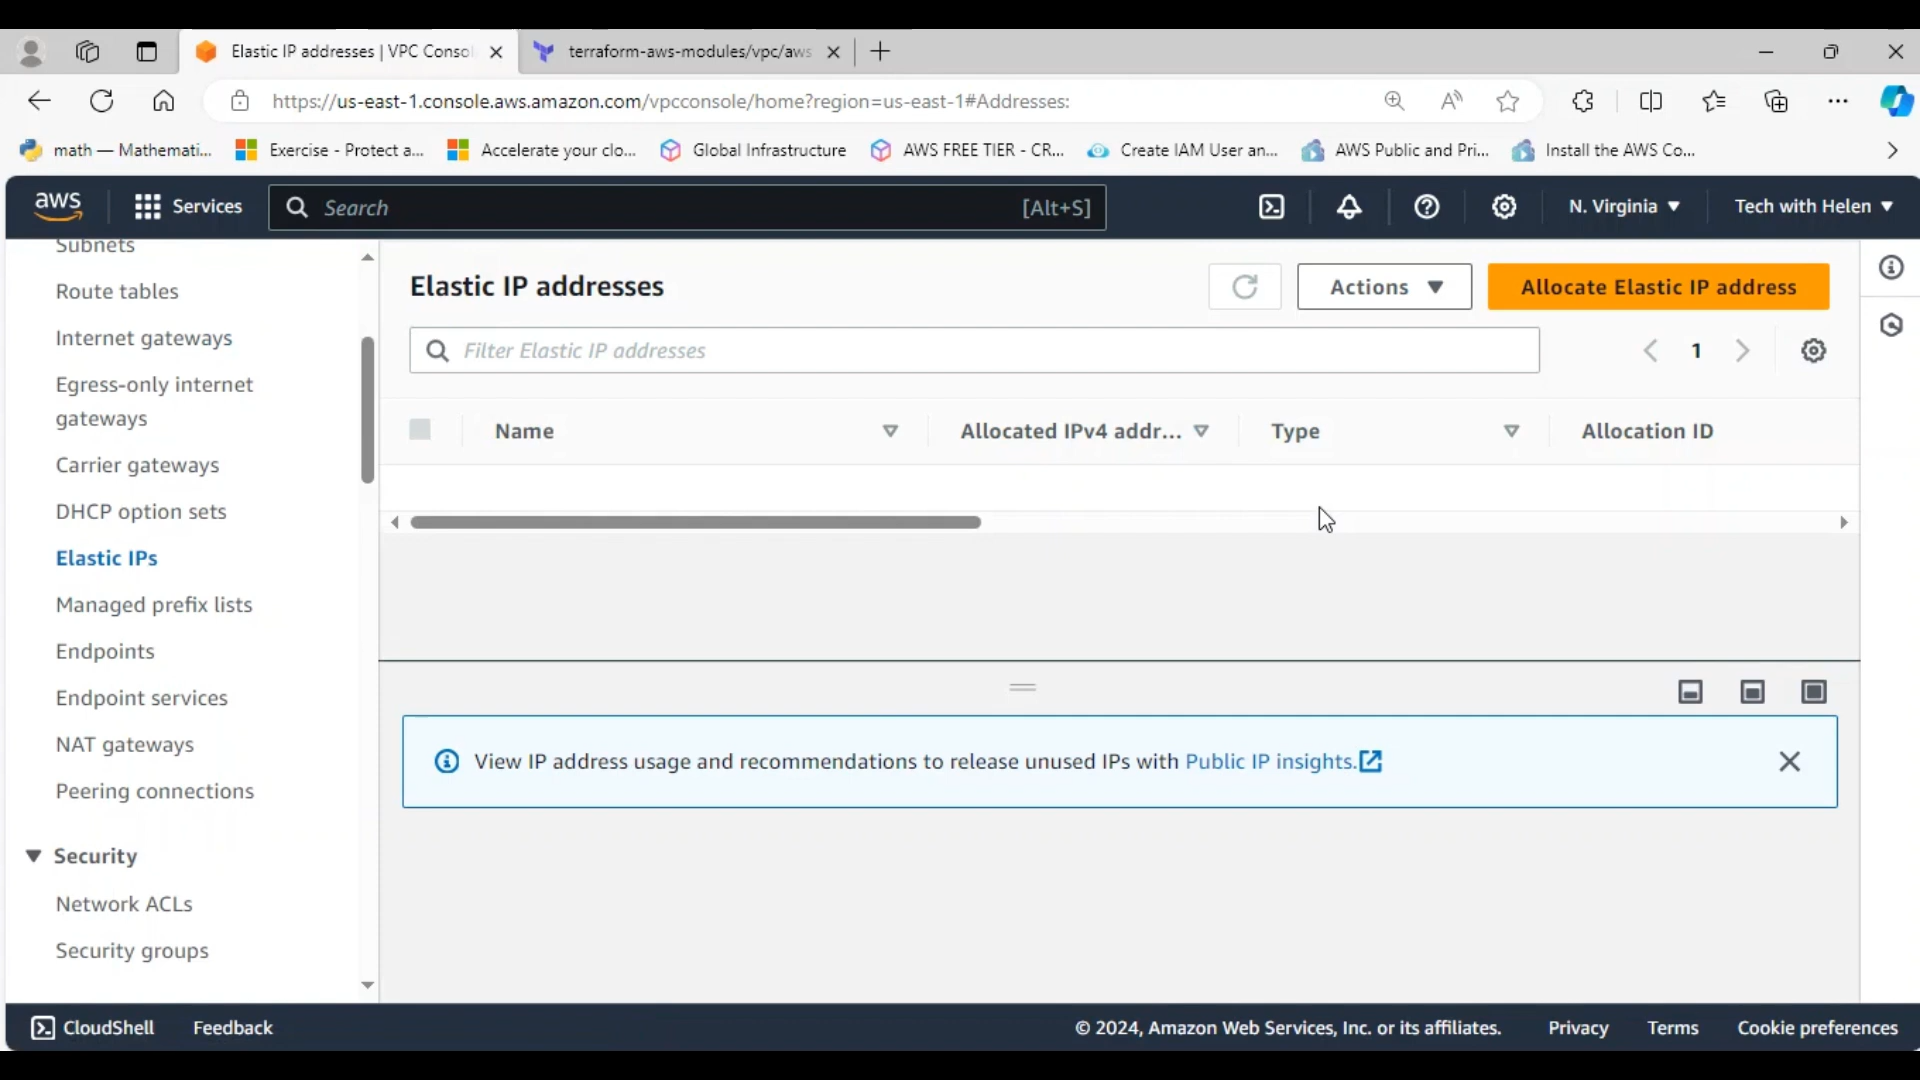 Elastic IP addresses | VPC Conso
terraform-aws-modules/vpc/aws
https://us-east-1.console.aws.amazon.com/vpcconsole/home?region=us-east-1#Addresses:
math — Mathemati...
Exercise - Protect a...
Accelerate your clo...
Global Infrastructure
AWS FREE TIER - CR...
Create IAM User an...
AWS Public and Pri...
Install the AWS Co...
aws
Services
Search
[Alt+S]
N. Virginia
Tech with Helen
Subnets
Route tables
Internet gateways
Egress-only internet
gateways
Carrier gateways
DHCP option sets
Elastic IPs
Managed prefix lists
Endpoints
Endpoint services
NAT gateways
Peering connections
Security
Network ACLs
Security groups
Elastic IP addresses
Actions
Allocate Elastic IP address
Filter Elastic IP addresses
1
Name
Allocated IPv4 addr...
Type
Allocation ID
View IP address usage and recommendations to release unused IPs with Public IP insights.
CloudShell
Feedback
© 2024, Amazon Web Services, Inc. or its affiliates.
Privacy
Terms
Cookie preferences